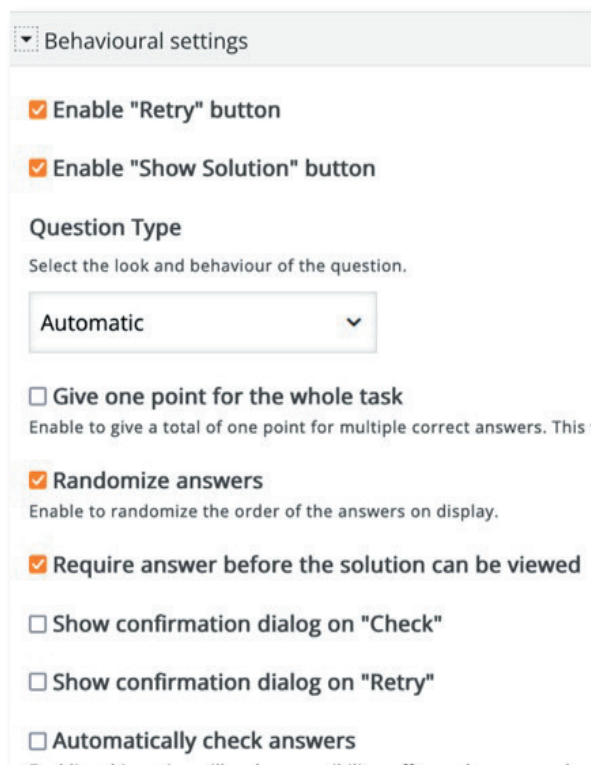 Behavioural settings
Enable "Retry" button
Enable "Show Solution" button
Question Type
Select the look and behaviour of the question.
Automatic
Give one point for the whole task
Enable to give a total of one point for multiple correct answers. This
Randomize answers
Enable to randomize the order of the answers on display.
Require answer before the solution can be viewed
Show confirmation dialog on "Check"
Show confirmation dialog on "Retry"
Automatically check answers